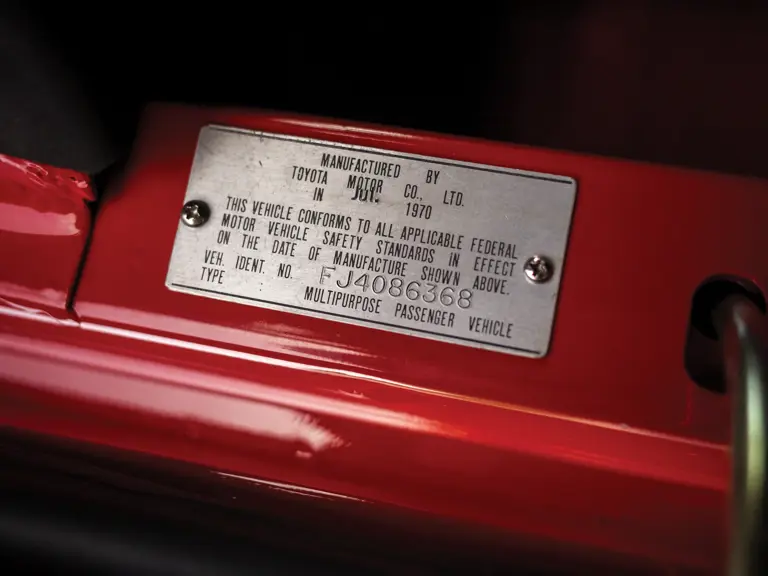 MANUFACTURED BY
TOYOTA MOTOR CO., LTD.
IN JUL. 1970
THIS VEHICLE CONFORMS TO ALL APPLICABLE FEDERAL
MOTOR VEHICLE SAFETY STANDARDS IN EFFECT
ON THE DATE OF MANUFACTURE SHOWN ABOVE.
VEH. IDENT. NO. FJ4086368
TYPE MULTIPURPOSE PASSENGER VEHICLE